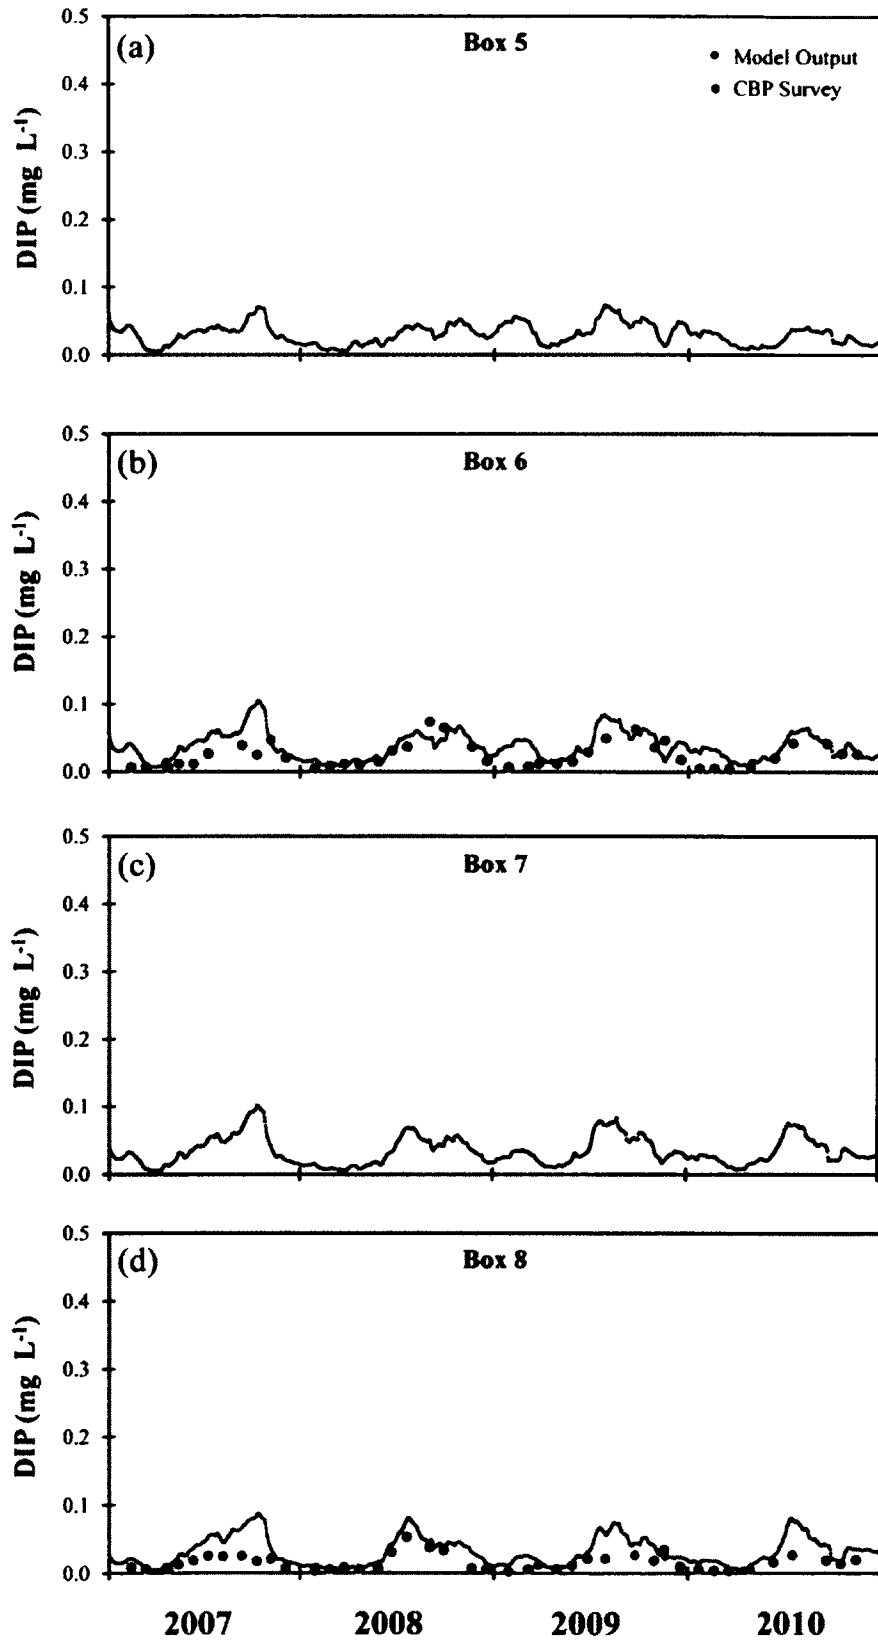 (a)
Box 5
Model Output
CBP Survey
0.5
0.4
0.3
0.2
0.1
0.0
DIP (mg L-1)
(b)
Box 6
0.5
0.4
0.3
0.2
0.1
0.0
DIP (mg L-1)
(c)
Box 7
0.5
0.4
0.3
0.2
0.1
0.0
DIP (mg L-1)
(d)
Box 8
0.5
0.4
0.3
0.2
0.1
0.0
DIP (mg L-1)
2007 2008 2009 2010